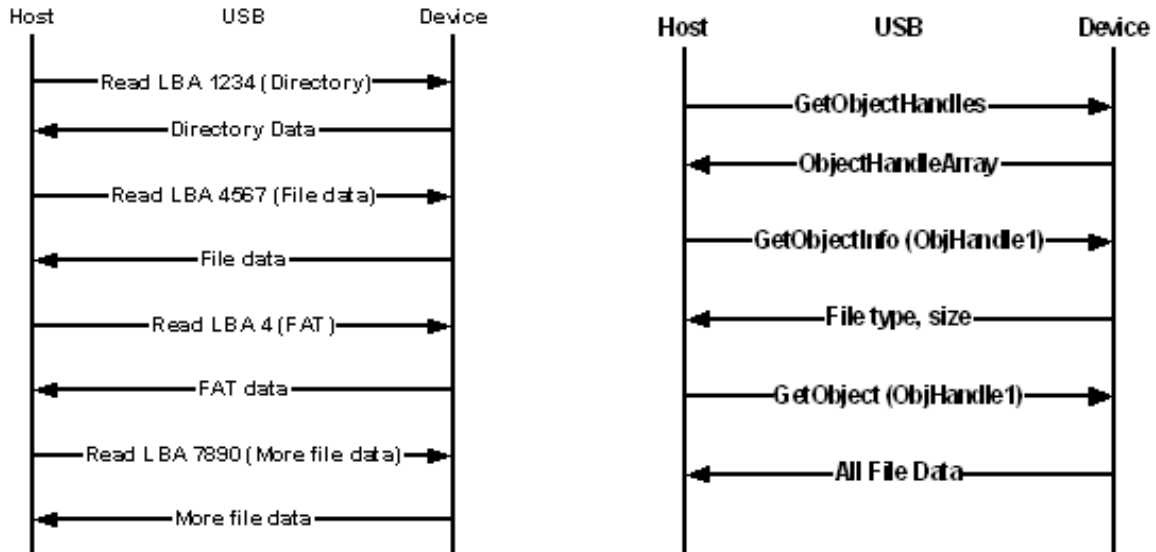 Host USB Device
Read LBA 1234 (Directory)
Directory Data
Read LBA 4567 (File data)
File data
Read LBA 4 (FAT)
FAT data
Read LBA 7890 (More file data)
More file data
Host USB Device
GetObjectHandles
ObjectHandleArray
GetObjectInfo (ObjHandle1)
File type, size
GetObject (ObjHandle1)
All File Data